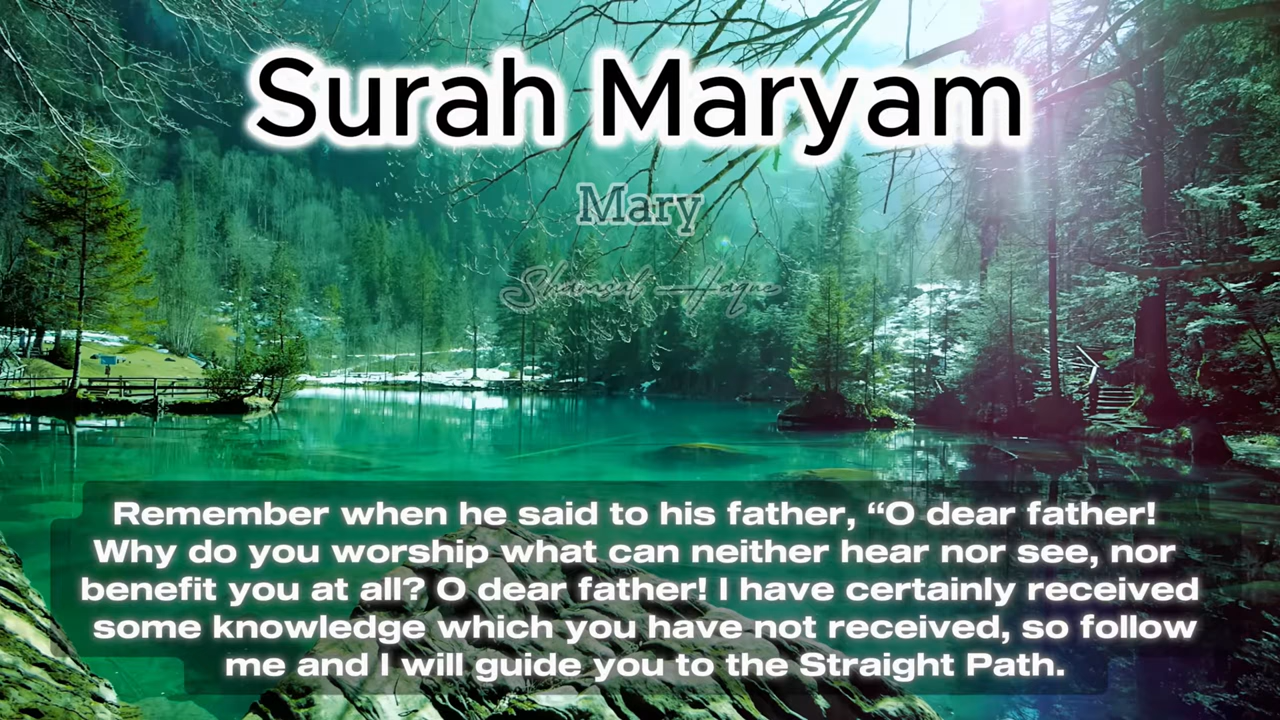 Surah Maryam
Mary
Shamsul Haque
Remember when he said to his father, “O dear father!
Why do you worship what can neither hear nor see, nor
benefit you at all? O dear father! I have certainly received
some knowledge which you have not received, so follow
me and I will guide you to the Straight Path.